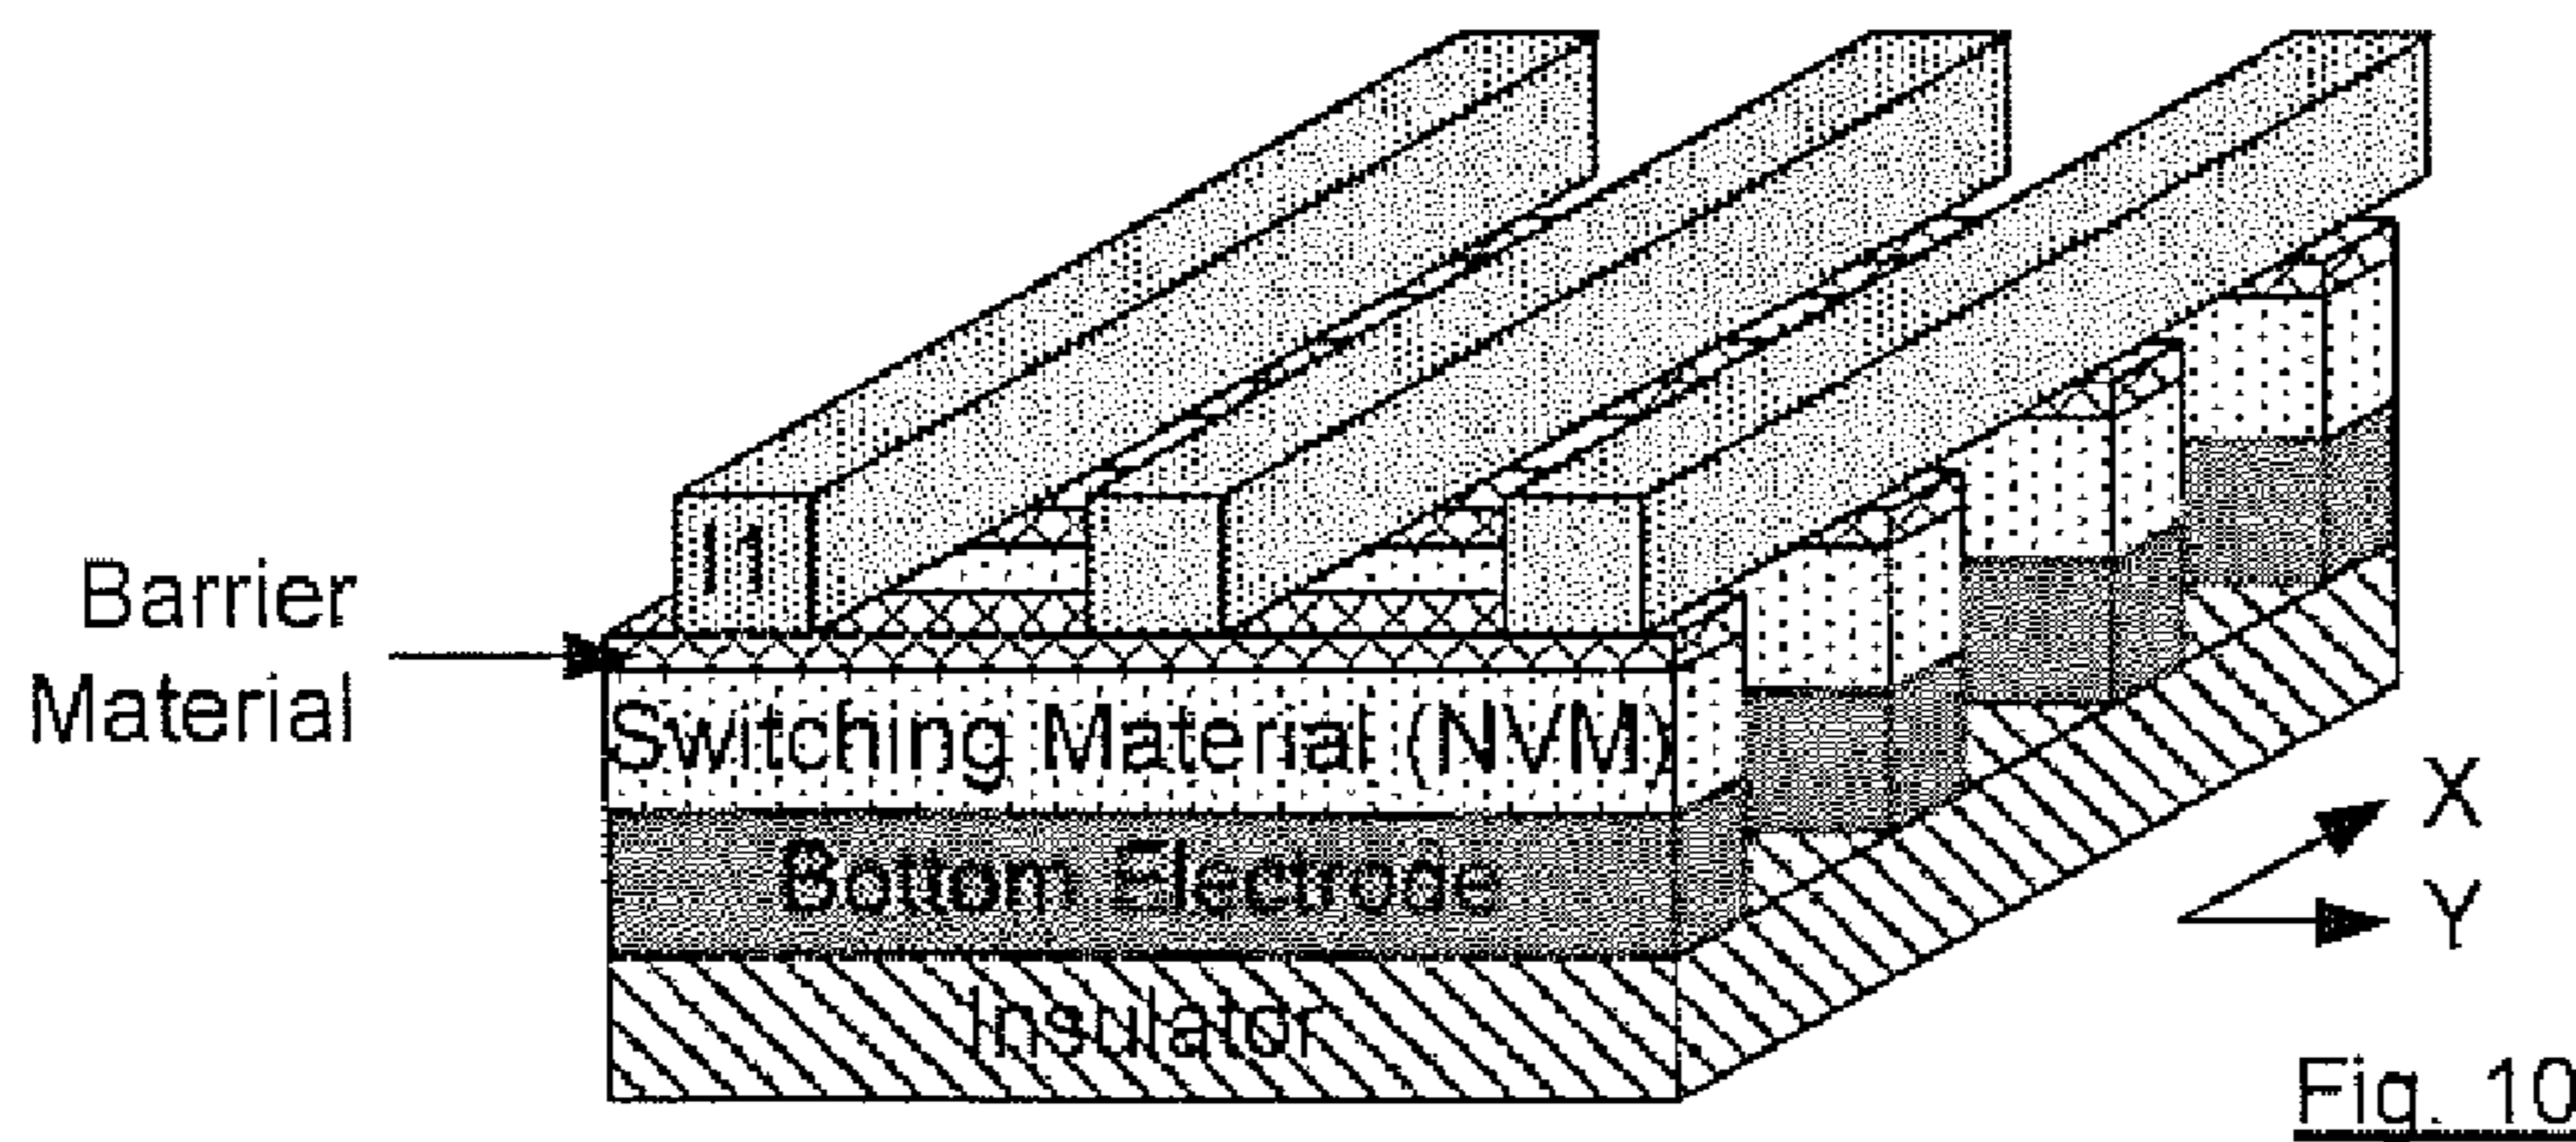 I1
Barrier
Material
Switching Material (NVM)
Bottom Electrode
Insulator
X
Y
Fig. 10